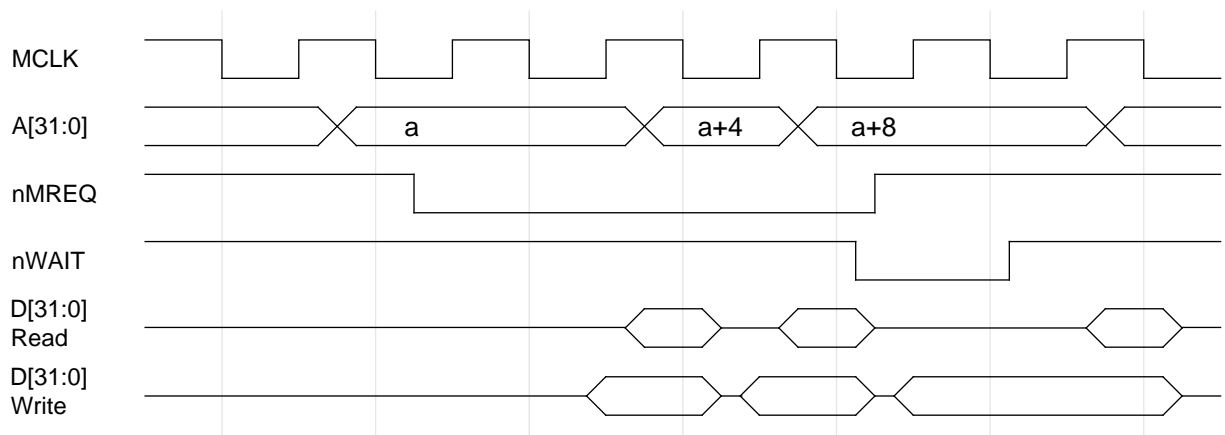 MCLK
A[31:0]
a
a+4
a+8
nMREQ
nWAIT
D[31:0]
Read
D[31:0]
Write